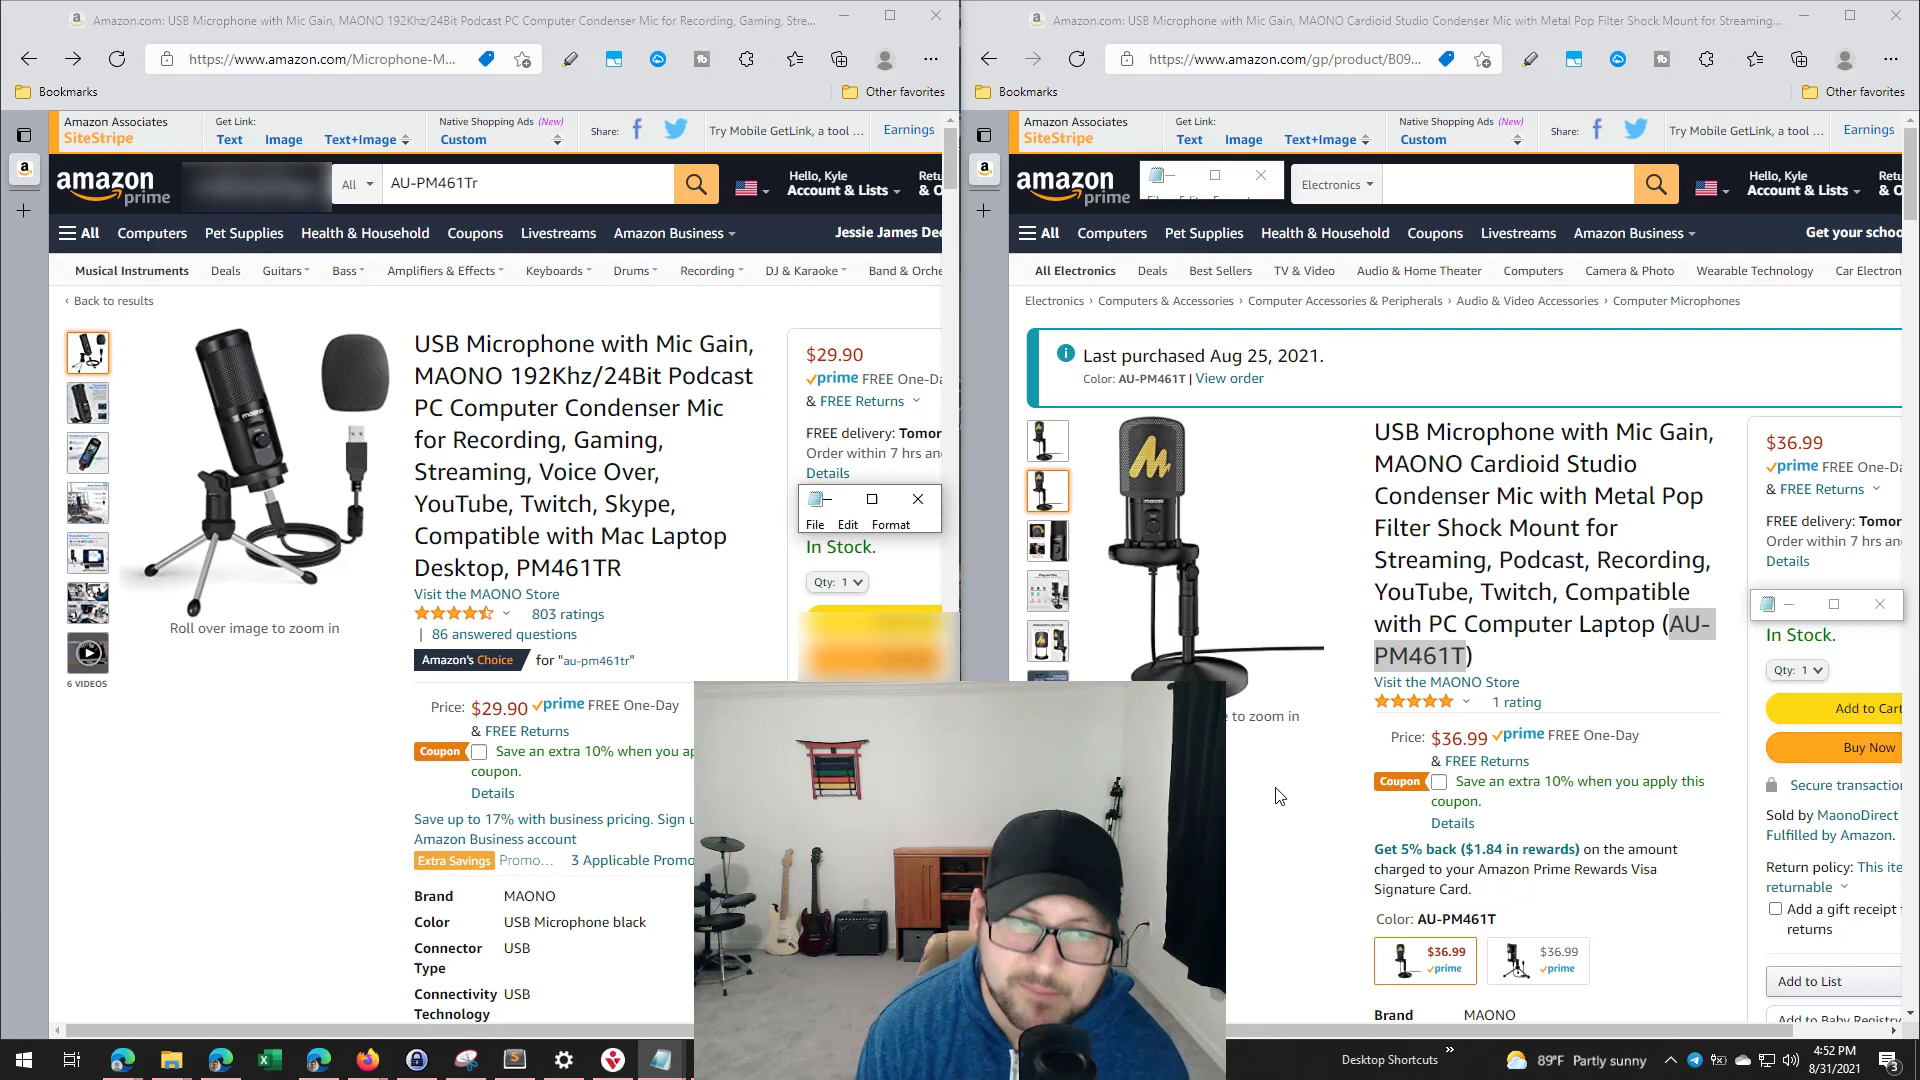 Amazon.com: USB Microphone with Mic Gain, MAONO 192Khz/24Bit Podcast PC Computer Condenser Mic for Recording, Gaming, Stre...
https://www.amazon.com/Microphone-M...
Bookmarks
Other favorites
Amazon Associates
SiteStripe
Get Link:
Text
Image
Text+Image
Native Shopping Ads (New)
Custom
Share:
Try Mobile GetLink, a tool ...
Earnings
amazon
prime
All
AU-PM461Tr
Hello, Kyle
Account & Lists
Retu
& O
All
Computers
Pet Supplies
Health & Household
Coupons
Livestreams
Amazon Business
Jessie James Dec
Musical Instruments
Deals
Guitars
Bass
Amplifiers & Effects
Keyboards
Drums
Recording
DJ & Karaoke
Band & Orche
‹ Back to results
6 VIDEOS
maono
Roll over image to zoom in
USB Microphone with Mic Gain,
MAONO 192Khz/24Bit Podcast
PC Computer Condenser Mic
for Recording, Gaming,
Streaming, Voice Over,
YouTube, Twitch, Skype,
Compatible with Mac Laptop
Desktop, PM461TR
Visit the MAONO Store
803 ratings
| 86 answered questions
Amazon's Choice for "au-pm461tr"
Price: $29.90 prime FREE One-Day
& FREE Returns
Coupon Save an extra 10% when you ap
coupon.
Details
Save up to 17% with business pricing. Sign u
Amazon Business account
Extra Savings Promo... 3 Applicable Promo
Brand MAONO
Color USB Microphone black
Connector USB
Type
Connectivity USB
Technology
$29.90
prime FREE One-Da
& FREE Returns
FREE delivery: Tomor
Order within 7 hrs an
Details
File Edit Format
In Stock.
Qty: 1
Amazon.com: USB Microphone with Mic Gain, MAONO Cardioid Studio Condenser Mic with Metal Pop Filter Shock Mount for Streaming...
https://www.amazon.com/gp/product/B09...
Bookmarks
Other favorites
Amazon Associates
SiteStripe
Get Link:
Text
Image
Text+Image
Native Shopping Ads (New)
Custom
Share:
Try Mobile GetLink, a tool ...
Earnings
amazon
prime
Electronics
Hello, Kyle
Account & Lists
Retu
& O
All
Computers
Pet Supplies
Health & Household
Coupons
Livestreams
Amazon Business
Get your schoo
All Electronics
Deals
Best Sellers
TV & Video
Audio & Home Theater
Computers
Camera & Photo
Wearable Technology
Car Electron
Electronics › Computers & Accessories › Computer Accessories & Peripherals › Audio & Video Accessories › Computer Microphones
Last purchased Aug 25, 2021.
Color: AU-PM461T | View order
maono
e to zoom in
USB Microphone with Mic Gain,
MAONO Cardioid Studio
Condenser Mic with Metal Pop
Filter Shock Mount for
Streaming, Podcast, Recording,
YouTube, Twitch, Compatible
with PC Computer Laptop (AU-
PM461T)
Visit the MAONO Store
1 rating
Price: $36.99 prime FREE One-Day
& FREE Returns
Coupon Save an extra 10% when you apply this
coupon.
Details
Get 5% back ($1.84 in rewards) on the amount
charged to your Amazon Prime Rewards Visa
Signature Card.
Color: AU-PM461T
$36.99
prime
$36.99
prime
Brand MAONO
$36.99
prime FREE One-Da
& FREE Returns
FREE delivery: Tomor
Order within 7 hrs an
Details
In Stock.
Qty: 1
Add to Cart
Buy Now
Secure transactio
Sold by MaonoDirect
Fulfilled by Amazon.
Return policy: This ite
returnable
Add a gift receipt f
returns
Add to List
Add to Baby Registry
Desktop Shortcuts
89°F Partly sunny
4:52 PM
8/31/2021
3